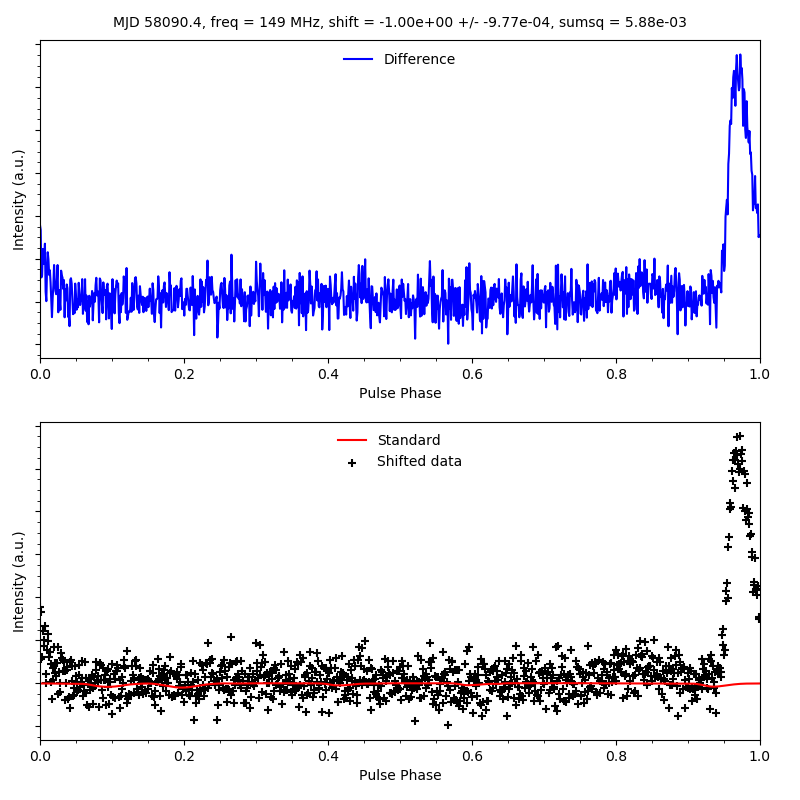 MJD 58090.4, freq = 149 MHz, shift = -1.00e+00 +/- -9.77e-04, sumsq = 5.88e-03
Difference
Intensity (a.u.)
0.0 0.2 0.4 0.6 0.8 1.0
Pulse Phase
Standard
Shifted data
Intensity (a.u.)
0.0 0.2 0.4 0.6 0.8 1.0
Pulse Phase